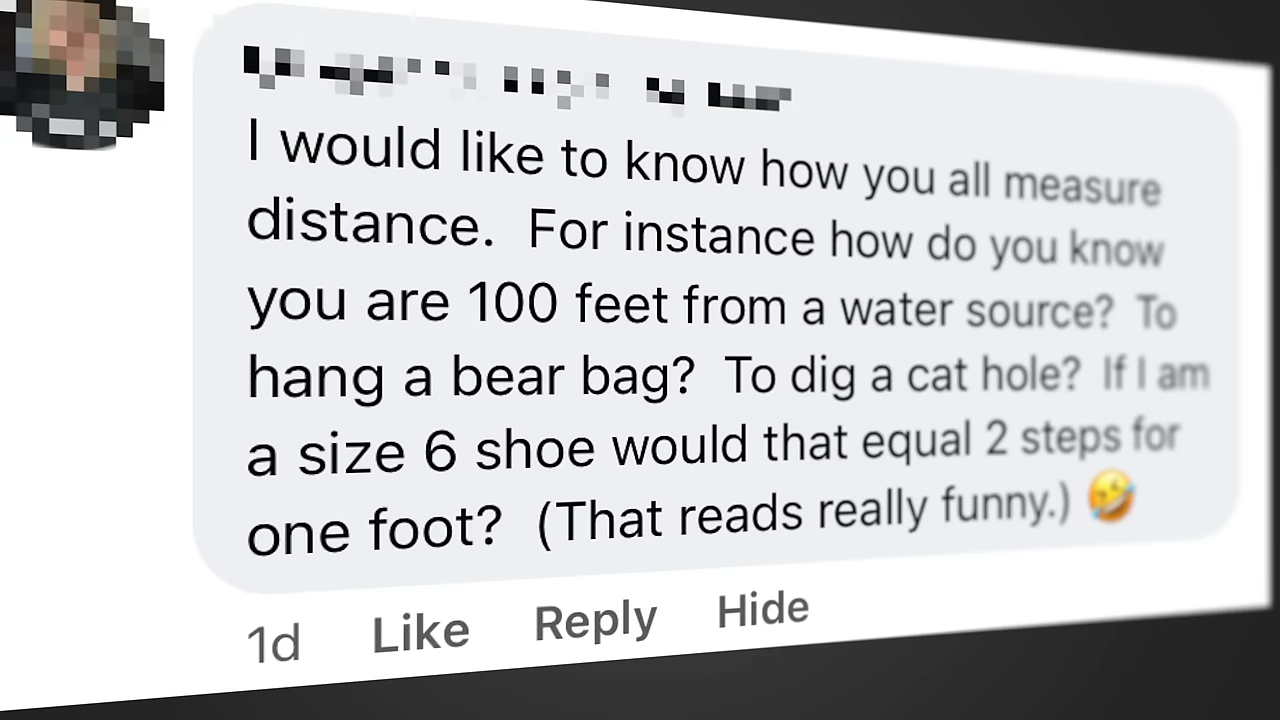 I would like to know how you all measure
distance.  For instance how do you know
you are 100 feet from a water source?  To
hang a bear bag?  To dig a cat hole?  If I am
a size 6 shoe would that equal 2 steps for
one foot?  (That reads really funny.) 🤣
1d Like Reply Hide